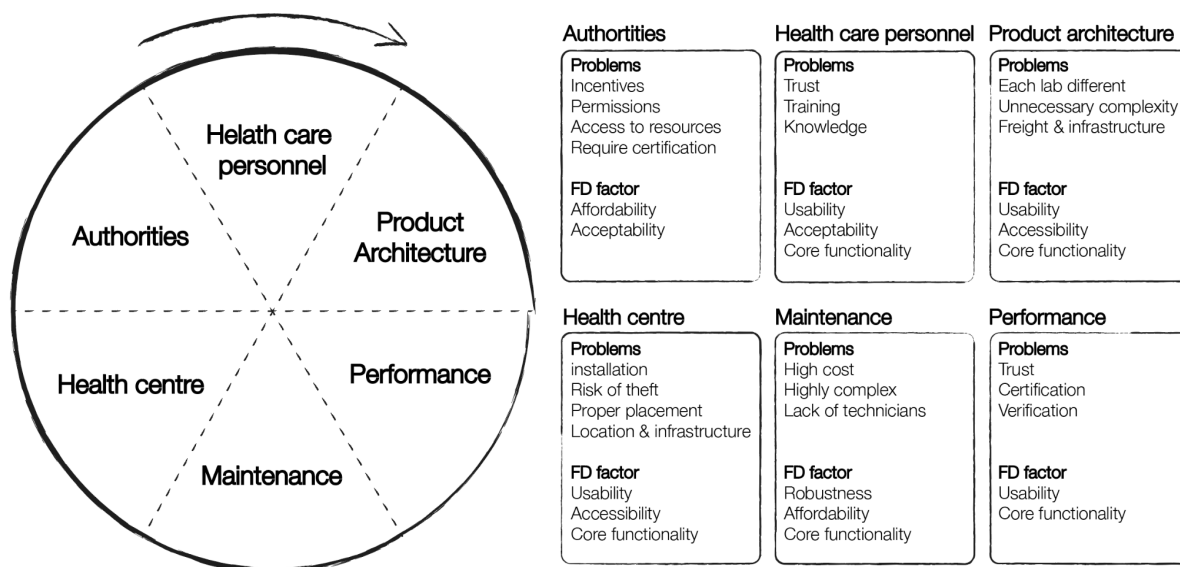 Helath care
personnel
Authorities
Product
Architecture
Health centre
Performance
Maintenance
Authortities
Problems
Incentives
Permissions
Access to resources
Require certification
FD factor
Affordability
Acceptability
Health care personnel
Problems
Trust
Training
Knowledge
FD factor
Usability
Acceptability
Core functionality
Product architecture
Problems
Each lab different
Unnecessary complexity
Freight & infrastructure
FD factor
Usability
Accessibility
Core functionality
Health centre
Problems
installation
Risk of theft
Proper placement
Location & infrastructure
FD factor
Usability
Accessibility
Core functionality
Maintenance
Problems
High cost
Highly complex
Lack of technicians
FD factor
Robustness
Affordability
Core functionality
Performance
Problems
Trust
Certification
Verification
FD factor
Usability
Core functionality